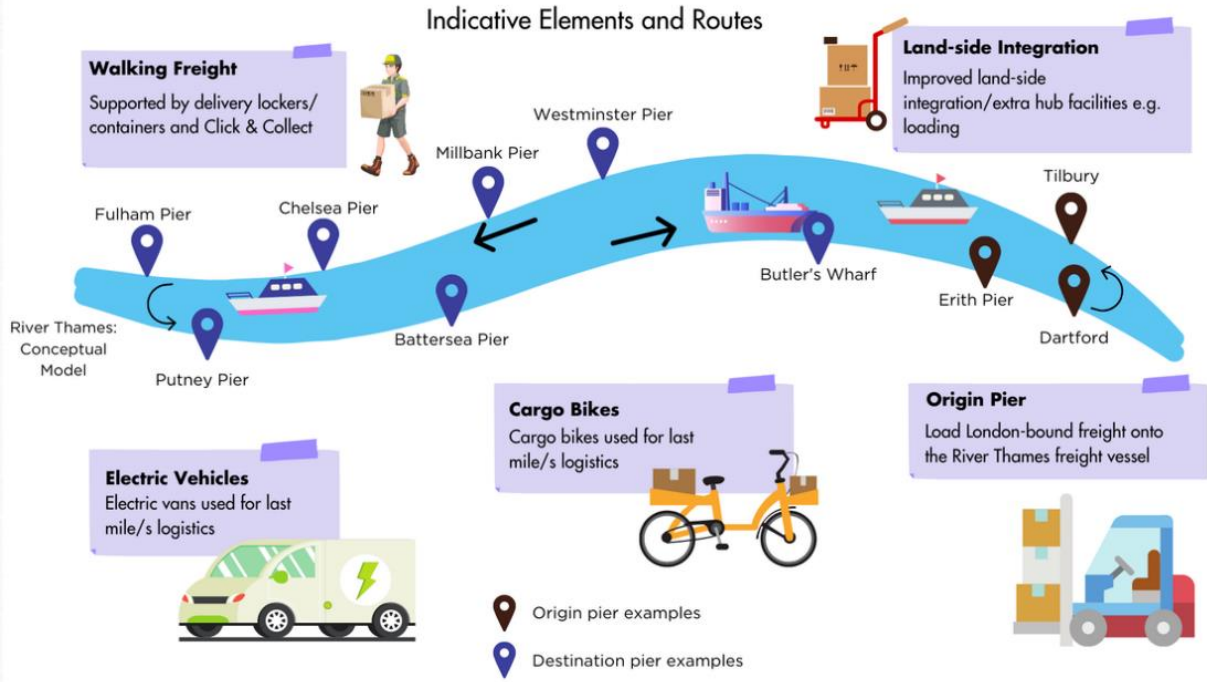 Indicative Elements and Routes
Walking Freight
Supported by delivery lockers/
containers and Click & Collect
Land-side Integration
Improved land-side
integration/extra hub facilities e.g.
loading
Westminster Pier
Millbank Pier
Tilbury
Chelsea Pier
Fulham Pier
Butler's Wharf
Erith Pier
River Thames:
Conceptual
Model
Battersea Pier
Dartford
Putney Pier
Cargo Bikes
Cargo bikes used for last
mile/s logistics
Origin Pier
Load London-bound freight onto
the River Thames freight vessel
Electric Vehicles
Electric vans used for last
mile/s logistics
Origin pier examples
Destination pier examples